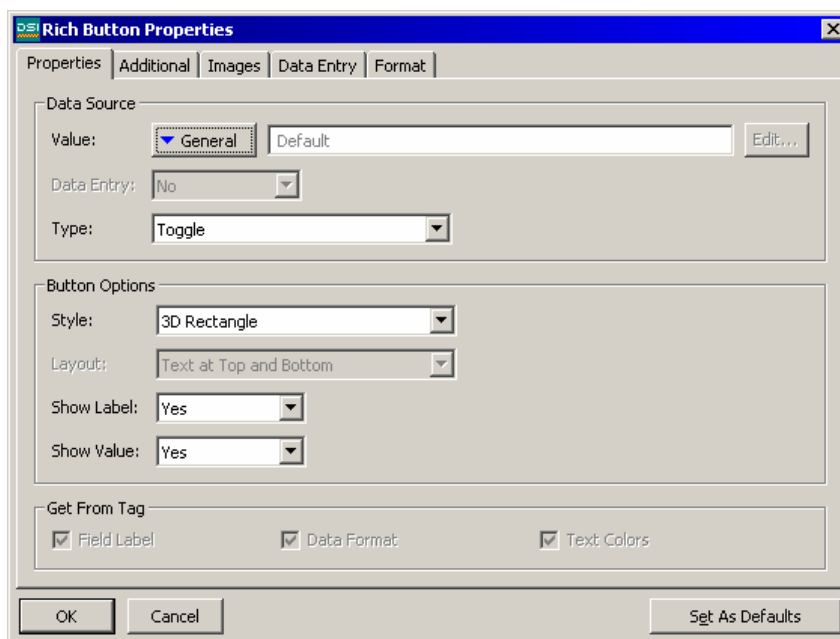 DSI Rich Button Properties
Properties Additional Images Data Entry Format
Data Source
Value: General Default Edit...
Data Entry: No
Type: Toggle
Button Options
Style: 3D Rectangle
Layout: Text at Top and Bottom
Show Label: Yes
Show Value: Yes
Get From Tag
Field Label Data Format Text Colors
OK Cancel Set As Defaults